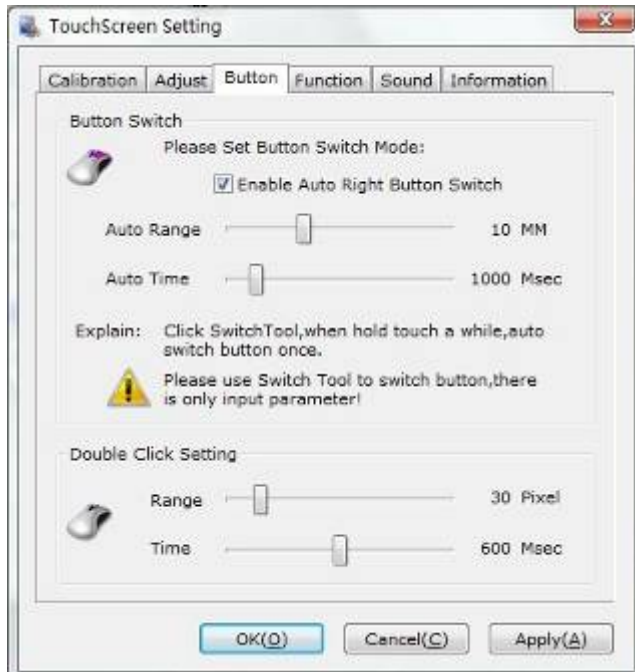 TouchScreen Setting
Calibration Adjust Button Function Sound Information
Button Switch
Please Set Button Switch Mode:
Enable Auto Right Button Switch
Auto Range 10 MM
Auto Time 1000 Msec
Explain: Click SwitchTool,when hold touch a while,auto
switch button once.
Please use Switch Tool to switch button,there
is only input parameter!
Double Click Setting
Range 30 Pixel
Time 600 Msec
OK(O) Cancel(C) Apply(A)